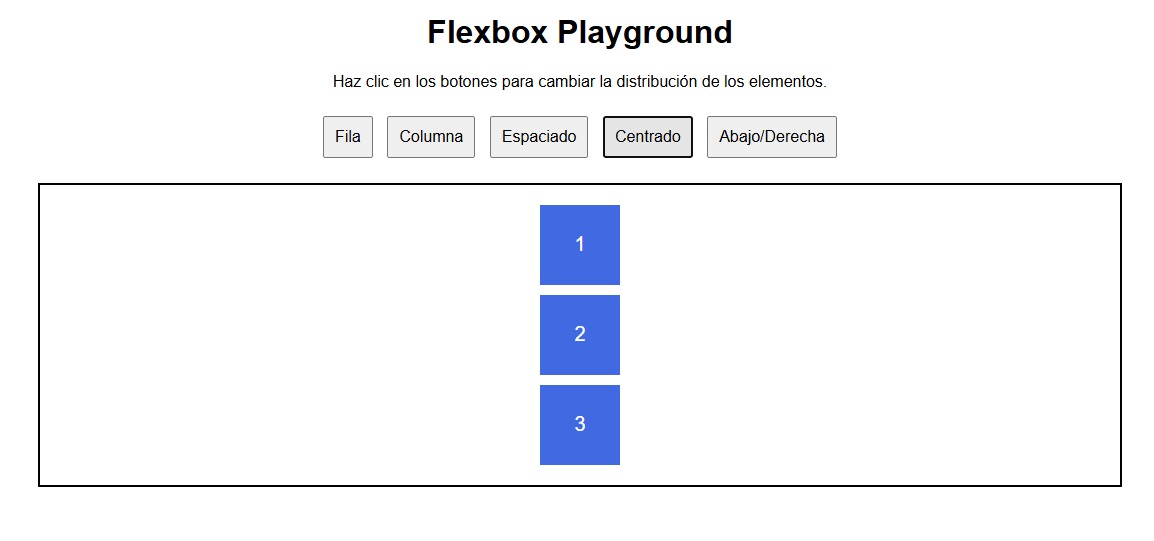 Flexbox Playground
Haz clic en los botones para cambiar la distribución de los elementos.
Fila Columna Espaciado Centrado Abajo/Derecha
1
2
3